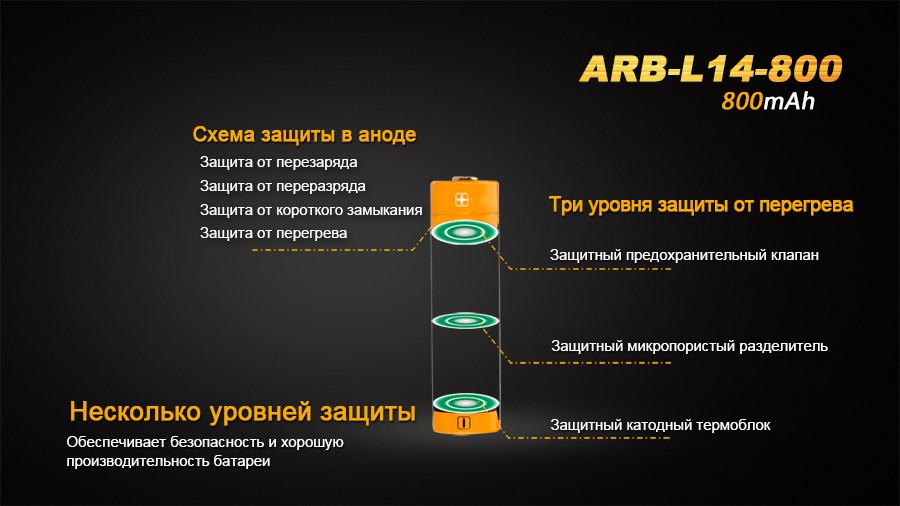 ARB-L14-800
800mAh
Схема защиты в аноде
Защита от перезаряда
Защита от переразряда
Защита от короткого замыкания
Защита от перегрева
Три уровня защиты от перегрева
Защитный предохранительный клапан
Защитный микропористый разделитель
Защитный катодный термоблок
Несколько уровней защиты
Обеспечивает безопасность и хорошую
производительность батареи